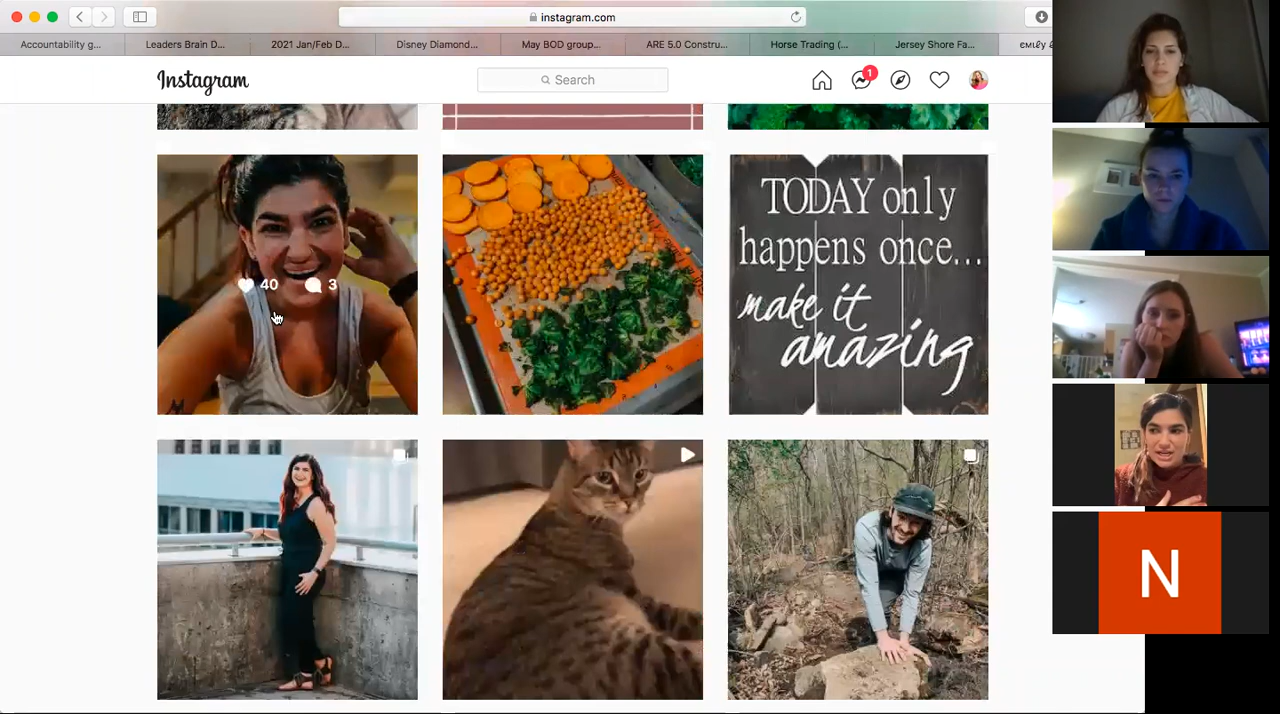 instagram.com
Accountability g...
Leaders Brain D...
2021 Jan/Feb D...
Disney Diamond...
May BOD group...
ARE 5.0 Constru...
Horse Trading (...
Jersey Shore Fa...
Instagram
Search
1
40
3
TODAY only
happens once...
make it
amazing
N